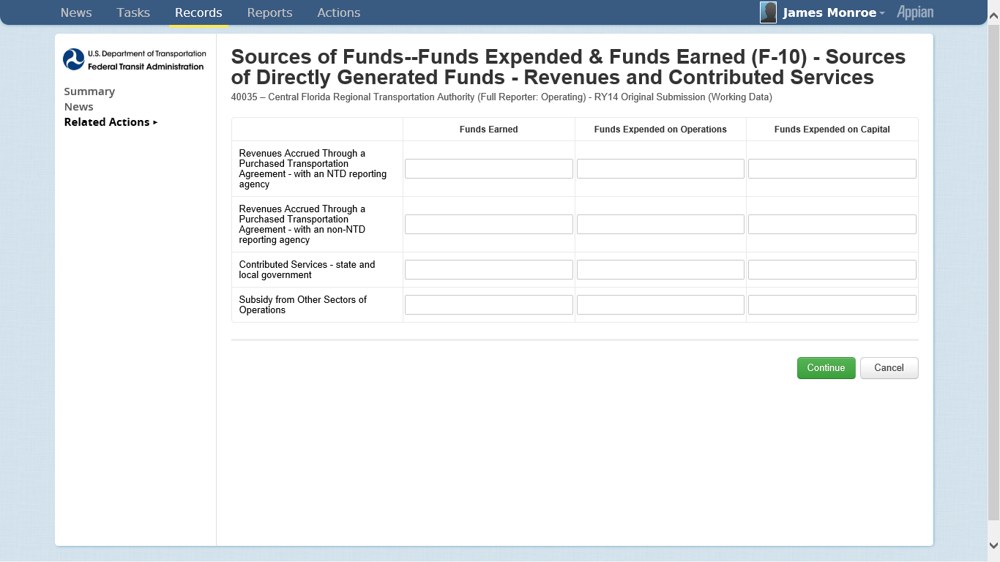 News Tasks Records Reports Actions James Monroe Appian
U.S. Department of Transportation
Federal Transit Administration
Summary
News
Related Actions ▸
Sources of Funds--Funds Expended & Funds Earned (F-10) - Sources
of Directly Generated Funds - Revenues and Contributed Services
40035 – Central Florida Regional Transportation Authority (Full Reporter: Operating) - RY14 Original Submission (Working Data)
Funds Earned Funds Expended on Operations Funds Expended on Capital
Revenues Accrued Through a
Purchased Transportation
Agreement - with an NTD reporting
agency
Revenues Accrued Through a
Purchased Transportation
Agreement - with an non-NTD
reporting agency
Contributed Services - state and
local government
Subsidy from Other Sectors of
Operations
Continue Cancel